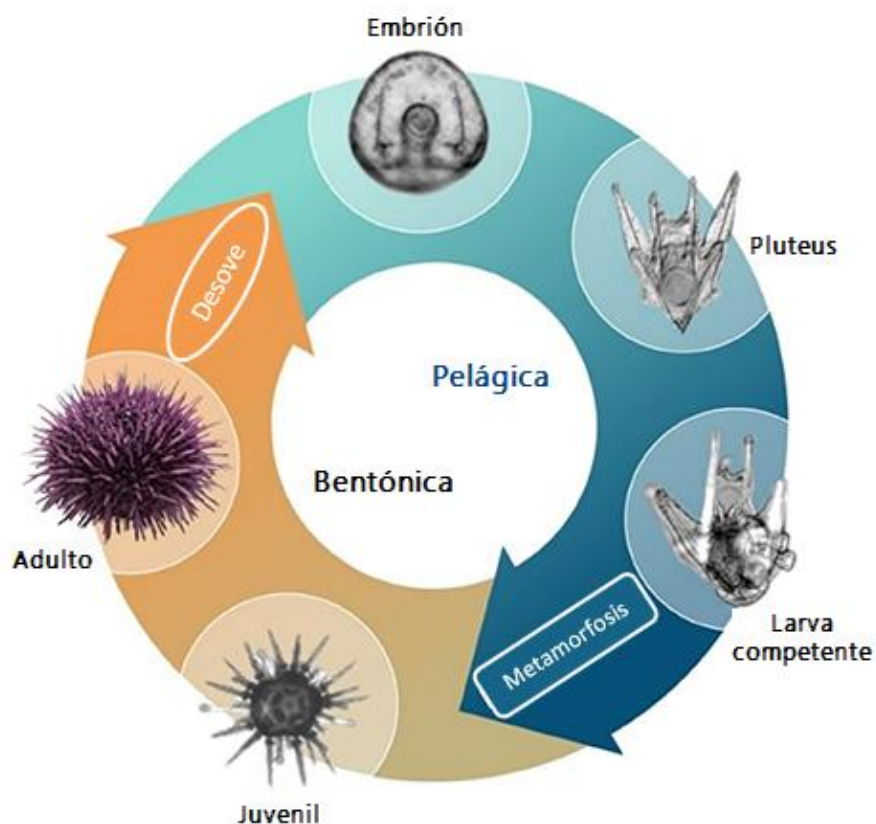 Embrión
Pluteus
Desove
Pelágica
Bentónica
Adulto
Metamorfosis
Larva
competente
Juvenil